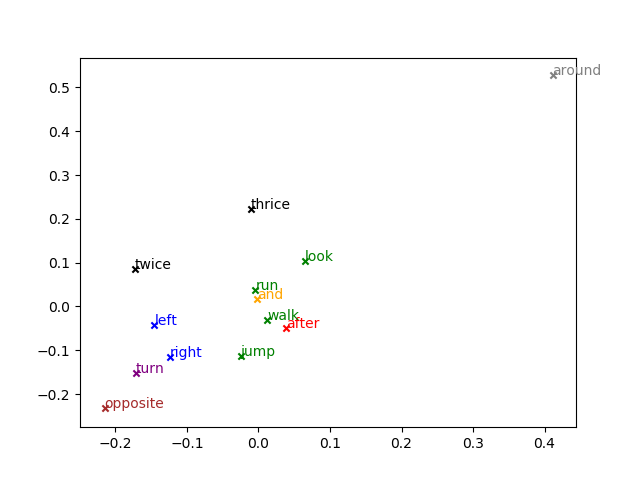 around
0.5
0.4
0.3
thrice
0.2
look
twice
0.1
run
and
0.0
left
walk
after
−0.1
right
jump
turn
−0.2
opposite
−0.2
−0.1
0.0
0.1
0.2
0.3
0.4